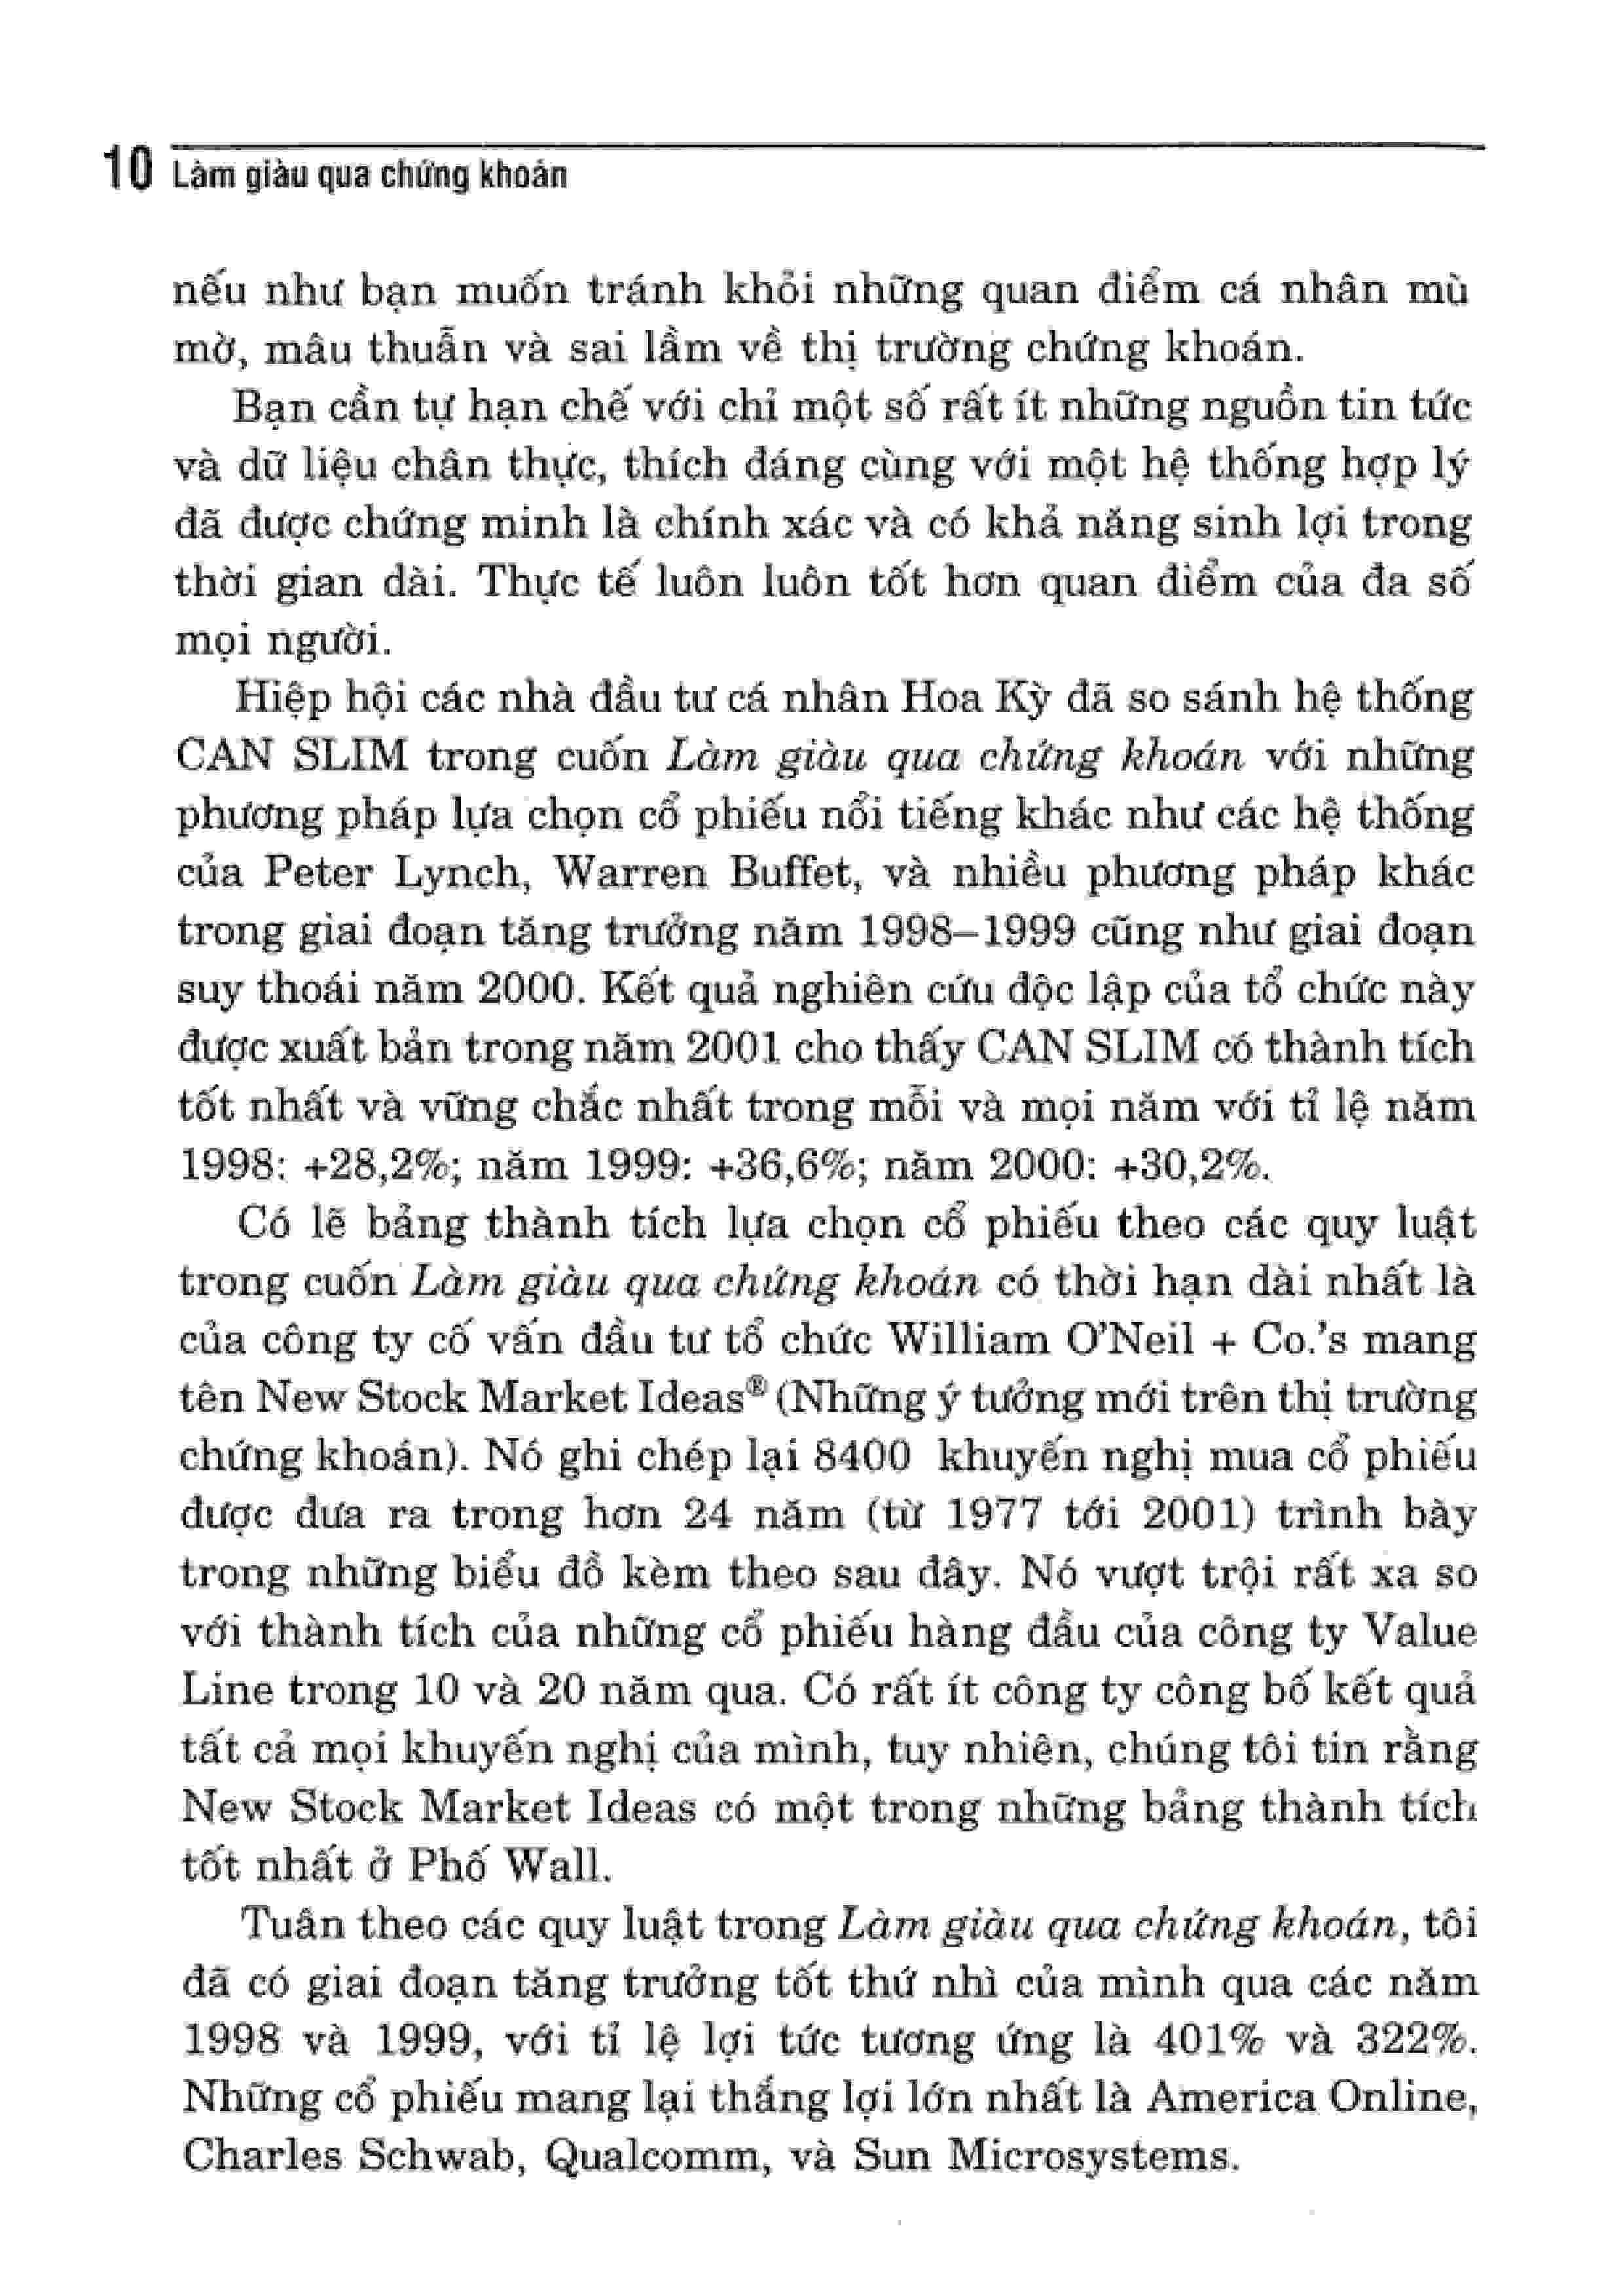 10 Làm giàu qua chứng khoán
nếu như bạn muốn tránh khỏi những quan điểm cá nhân mù
mờ, mâu thuẫn và sai lầm về thị trường chứng khoán.
Bạn cần tự hạn chế với chỉ một số rất ít những nguồn tin tức
và dữ liệu chân thực, thích đáng cùng với một hệ thống hợp lý
đã được chứng minh là chính xác và có khả năng sinh lợi trong
thời gian dài. Thực tế luôn luôn tốt hơn quan điểm của đa số
mọi người.
Hiệp hội các nhà đầu tư cá nhân Hoa Kỳ đã so sánh hệ thống
CAN SLIM trong cuốn Làm giàu qua chứng khoán với những
phương pháp lựa chọn cổ phiếu nổi tiếng khác như các hệ thống
của Peter Lynch, Warren Buffet, và nhiều phương pháp khác
trong giai đoạn tăng trưởng năm 1998–1999 cũng như giai đoạn
suy thoái năm 2000. Kết quả nghiên cứu độc lập của tổ chức này
được xuất bản trong năm 2001 cho thấy CAN SLIM có thành tích
tốt nhất và vững chắc nhất trong mỗi và mọi năm với tỉ lệ năm
1998: +28,2%; năm 1999: +36,6%; năm 2000: +30,2%.
Có lẽ bảng thành tích lựa chọn cổ phiếu theo các quy luật
trong cuốn Làm giàu qua chứng khoán có thời hạn dài nhất là
của công ty cố vấn đầu tư tổ chức William O’Neil + Co.’s mang
tên New Stock Market Ideas® (Những ý tưởng mới trên thị trường
chứng khoán). Nó ghi chép lại 8400 khuyến nghị mua cổ phiếu
được đưa ra trong hơn 24 năm (từ 1977 tới 2001) trình bày
trong những biểu đồ kèm theo sau đây. Nó vượt trội rất xa so
với thành tích của những cổ phiếu hàng đầu của công ty Value
Line trong 10 và 20 năm qua. Có rất ít công ty công bố kết quả
tất cả mọi khuyến nghị của mình, tuy nhiên, chúng tôi tin rằng
New Stock Market Ideas có một trong những bảng thành tích
tốt nhất ở Phố Wall.
Tuân theo các quy luật trong Làm giàu qua chứng khoán, tôi
đã có giai đoạn tăng trưởng tốt thứ nhì của mình qua các năm
1998 và 1999, với tỉ lệ lợi tức tương ứng là 401% và 322%.
Những cổ phiếu mang lại thắng lợi lớn nhất là America Online,
Charles Schwab, Qualcomm, và Sun Microsystems.